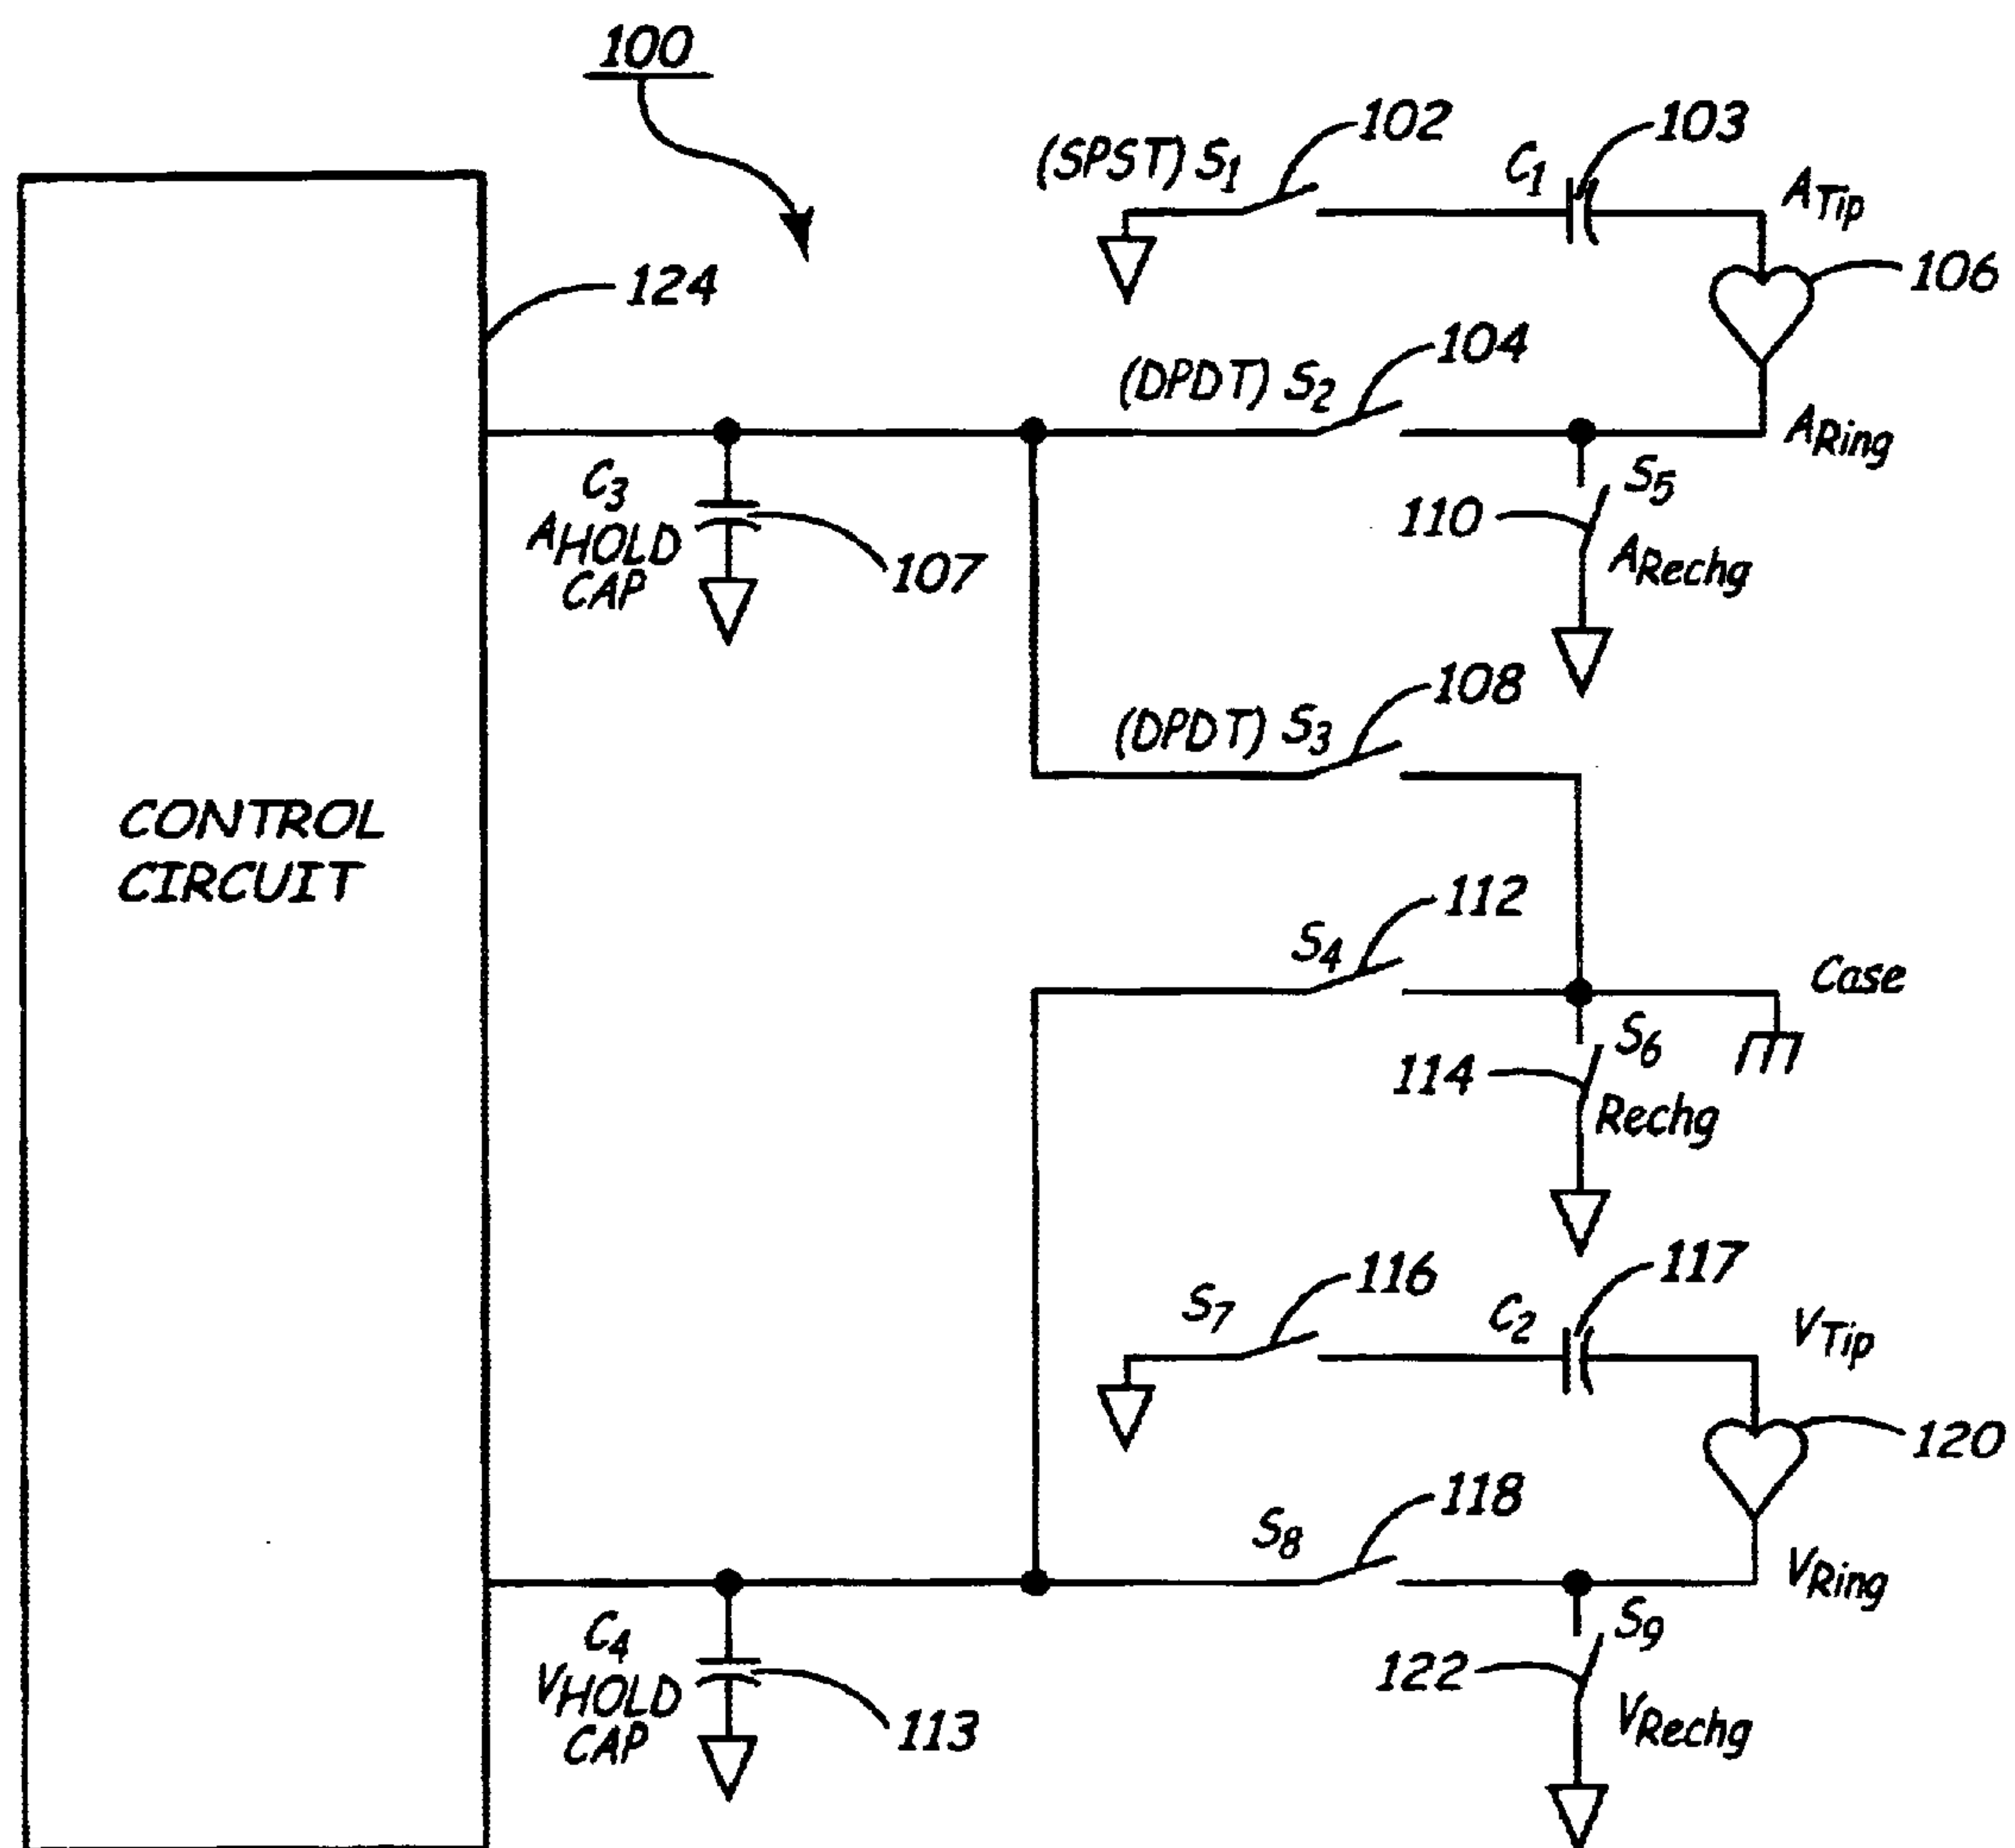 100
(SPST) S1
102
C1
103
ATip
106
124
(DPDT) S2
104
ARing
C3
AHOLD
CAP
107
S5
110
ARechg
(DPDT) S3
108
CONTROL
CIRCUIT
S4
112
Case
S6
114
Rechg
S7
116
C2
117
VTip
120
S8
118
VRing
C4
VHOLD
CAP
113
S9
122
VRechg